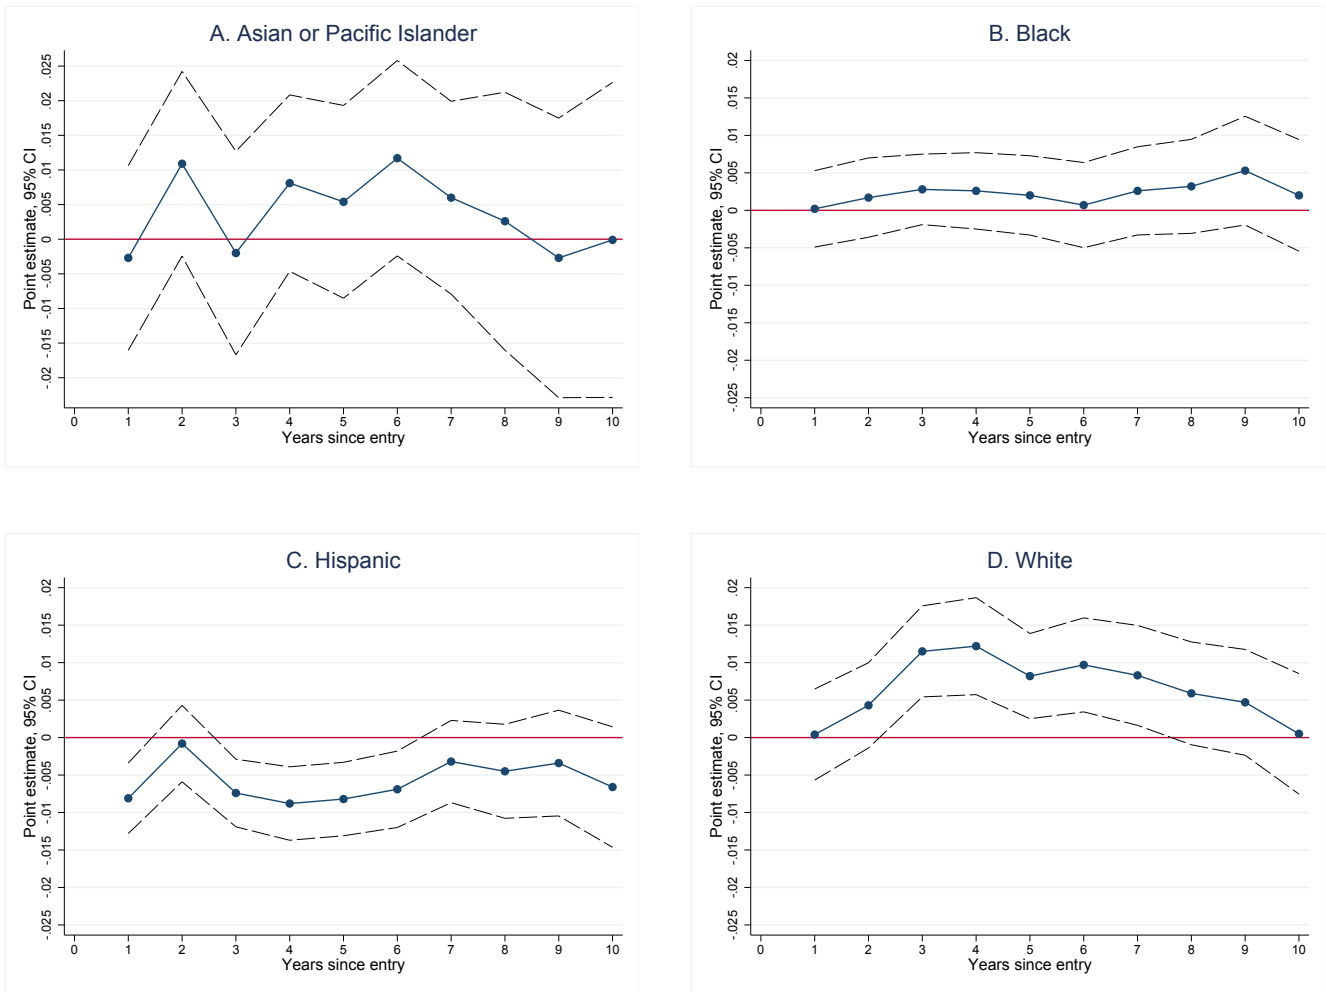 A. Asian or Pacific Islander
Point estimate, 95% CI
.025
.02
.015
.01
.005
0
-.005
-.01
-.015
-.02
0 1 2 3 4 5 6 7 8 9 10
Years since entry
B. Black
Point estimate, 95% CI
.02
.015
.01
.005
0
-.005
-.01
-.015
-.02
-.025
0 1 2 3 4 5 6 7 8 9 10
Years since entry
C. Hispanic
Point estimate, 95% CI
.02
.015
.01
.005
0
-.005
-.01
-.015
-.02
-.025
0 1 2 3 4 5 6 7 8 9 10
Years since entry
D. White
Point estimate, 95% CI
.02
.015
.01
.005
0
-.005
-.01
-.015
-.02
-.025
0 1 2 3 4 5 6 7 8 9 10
Years since entry